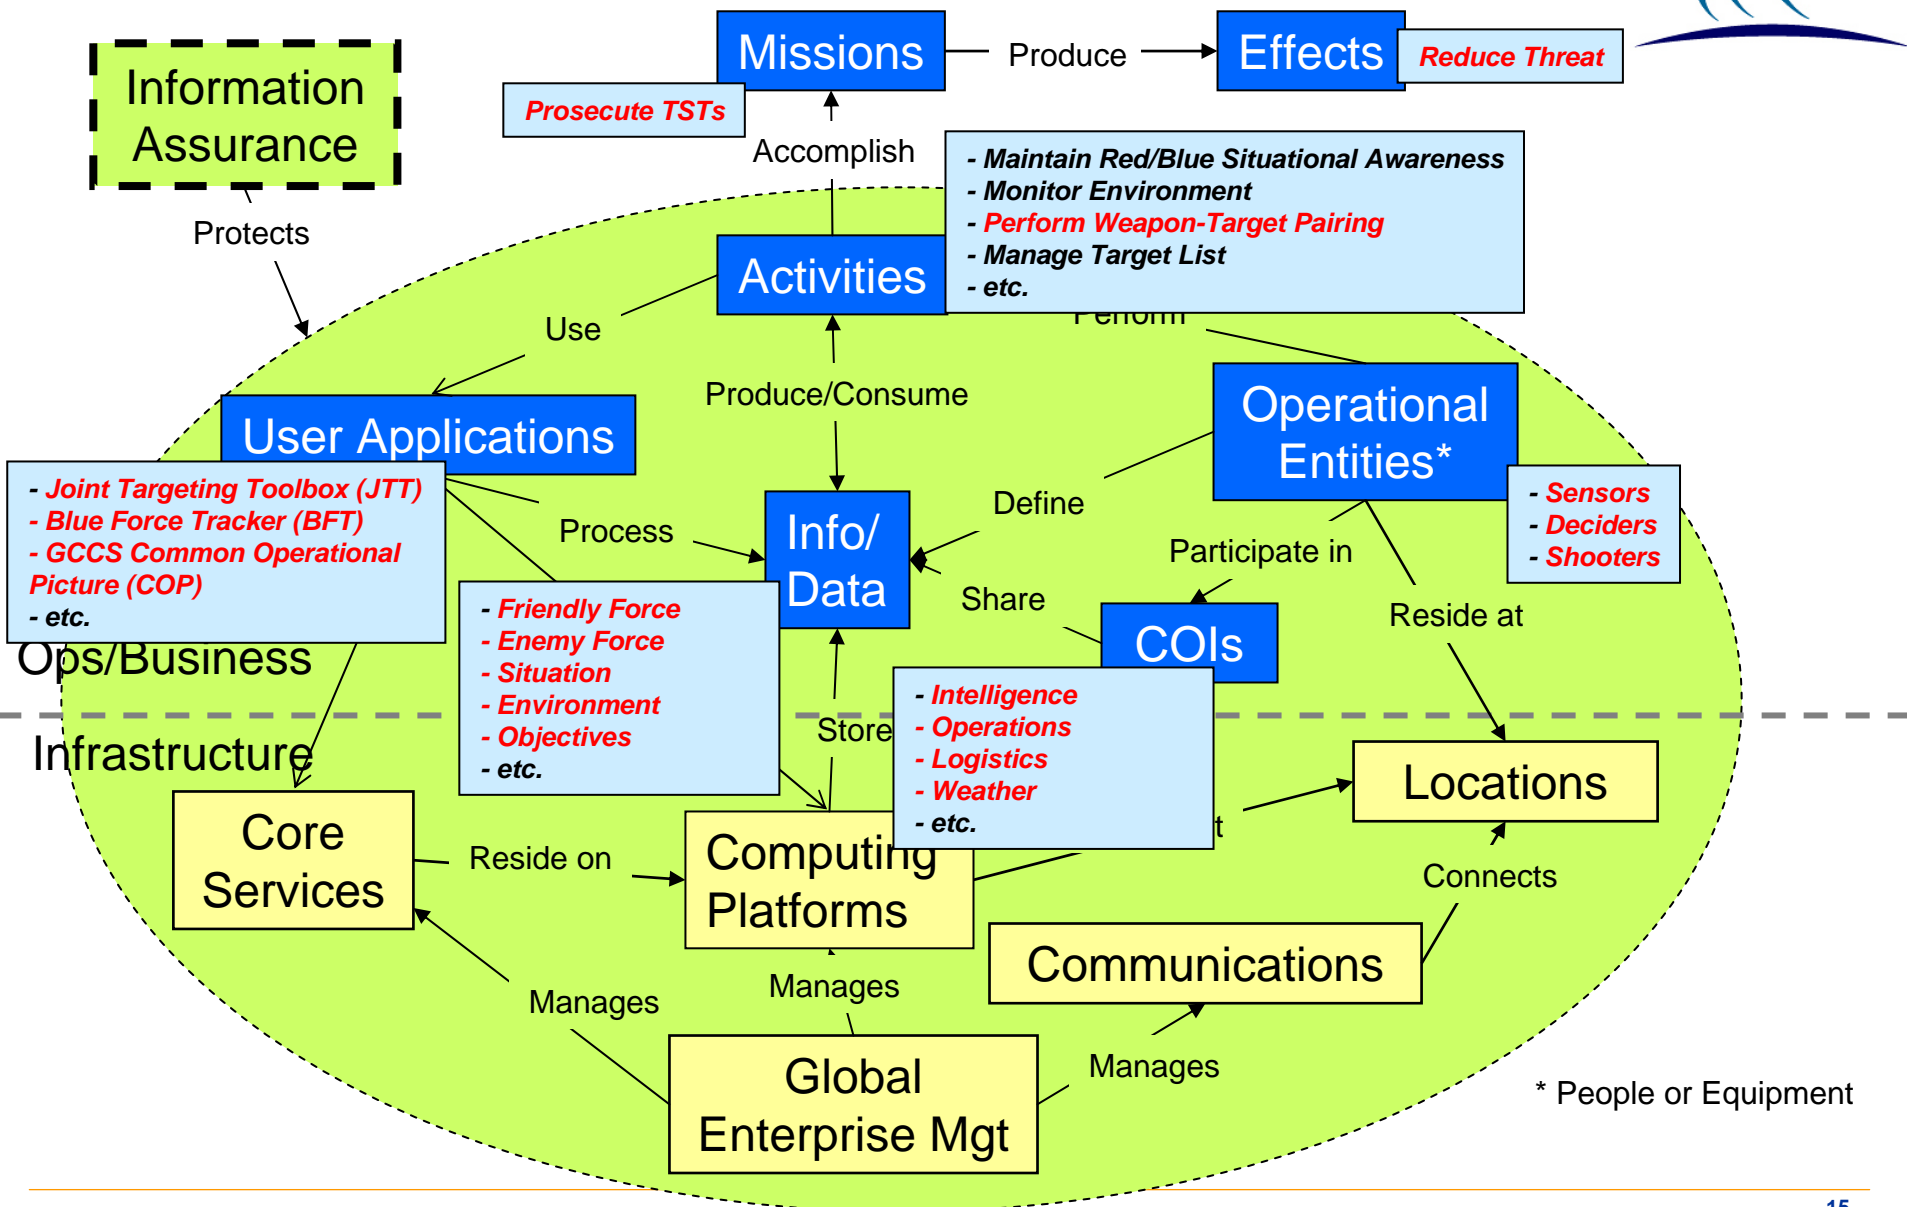 Missions
Produce
Effects
Reduce Threat
Information
Assurance
Prosecute TSTs
Accomplish
- Maintain Red/Blue Situational Awareness
- Monitor Environment
- Perform Weapon-Target Pairing
- Manage Target List
- etc.
Protects
Activities
Perform
Use
Produce/Consume
User Applications
Operational
Entities*
- Joint Targeting Toolbox (JTT)
- Blue Force Tracker (BFT)
- GCCS Common Operational
Picture (COP)
- etc.
- Sensors
- Deciders
- Shooters
Process
Info/
Data
Define
Participate in
Share
Reside at
- Friendly Force
- Enemy Force
- Situation
- Environment
- Objectives
- etc.
COIs
Ops/Business
- Intelligence
- Operations
- Logistics
- Weather
- etc.
Store
Infrastructure
Locations
Core
Services
Reside on
Computing
Platforms
t
Connects
Communications
Manages
Manages
Manages
Global
Enterprise Mgt
* People or Equipment
15